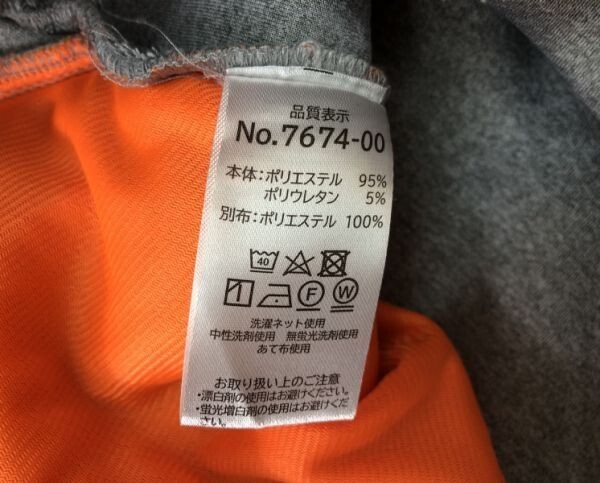 品質表示
No.7674-00
本体:ポリエステル 95%
ポリウレタン 5%
別布:ポリエステル 100%
40
F W
洗濯ネット使用
中性洗剤使用 無蛍光洗剤使用
あて布使用
お取り扱い上のご注意
・漂白剤の使用はお避けください。
・蛍光増白剤の使用はお避けくだ
さい。